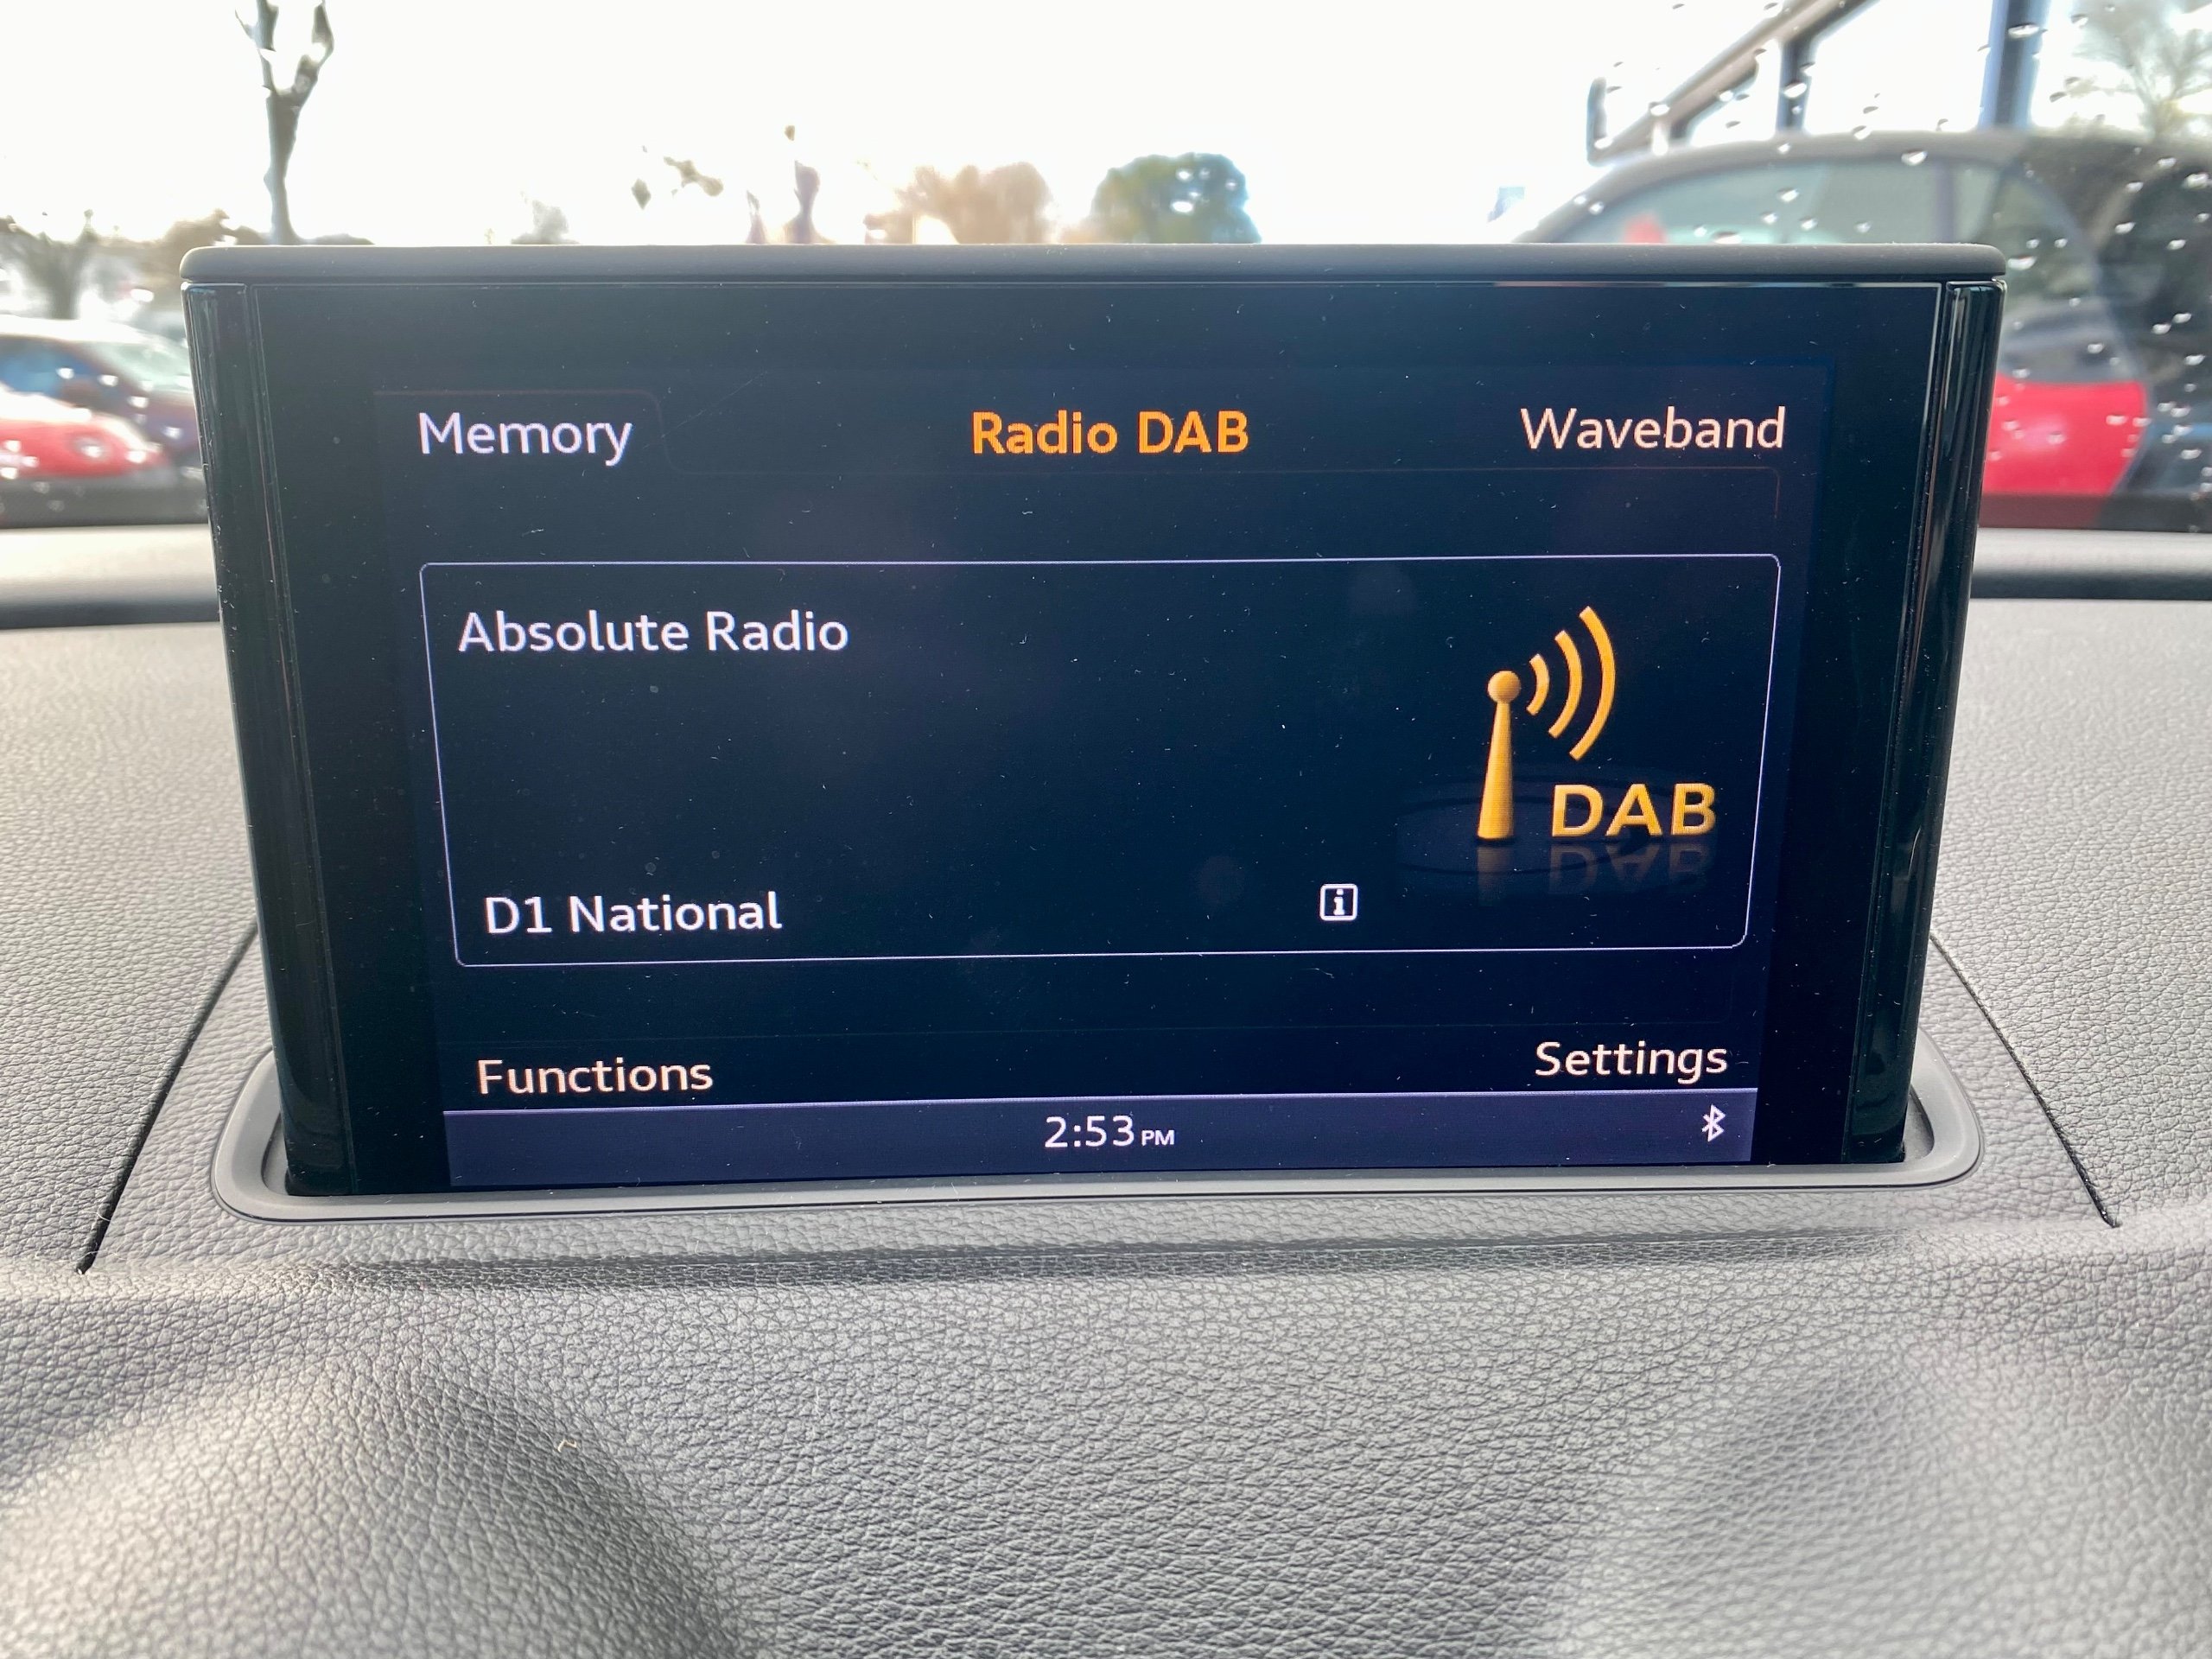 Memory
Radio DAB
Waveband
Absolute Radio
DAB
D1 National
Functions
Settings
2:53 PM